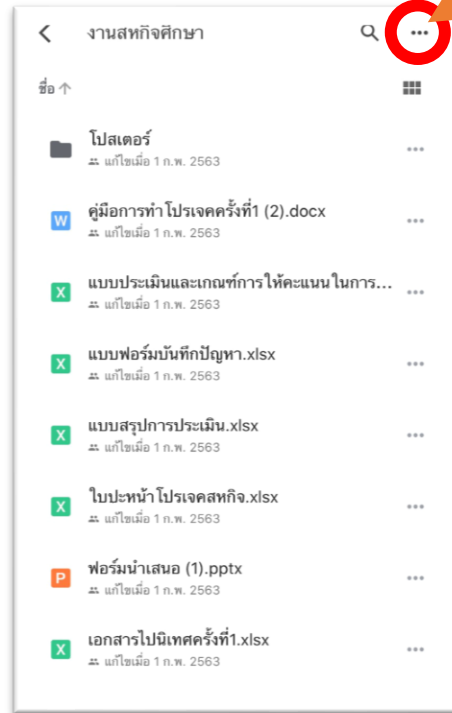 งานสหกิจศึกษา
ชื่อ
โปสเตอร์
แก้ไขเมื่อ 1 ก.พ. 2563
W
คู่มือการทำโปรเจคครั้งที่1 (2).docx
แก้ไขเมื่อ 1 ก.พ. 2563
X
แบบประเมินและเกณฑ์การให้คะแนนในการ...
แก้ไขเมื่อ 1 ก.พ. 2563
X
แบบฟอร์มบันทึกปัญหา.xlsx
แก้ไขเมื่อ 1 ก.พ. 2563
X
แบบสรุปการประเมิน.xlsx
แก้ไขเมื่อ 1 ก.พ. 2563
X
ใบปะหน้าโปรเจคสหกิจ.xlsx
แก้ไขเมื่อ 1 ก.พ. 2563
P
ฟอร์มนำเสนอ (1).pptx
แก้ไขเมื่อ 1 ก.พ. 2563
X
เอกสารไปนิเทศครั้งที่1.xlsx
แก้ไขเมื่อ 1 ก.พ. 2563